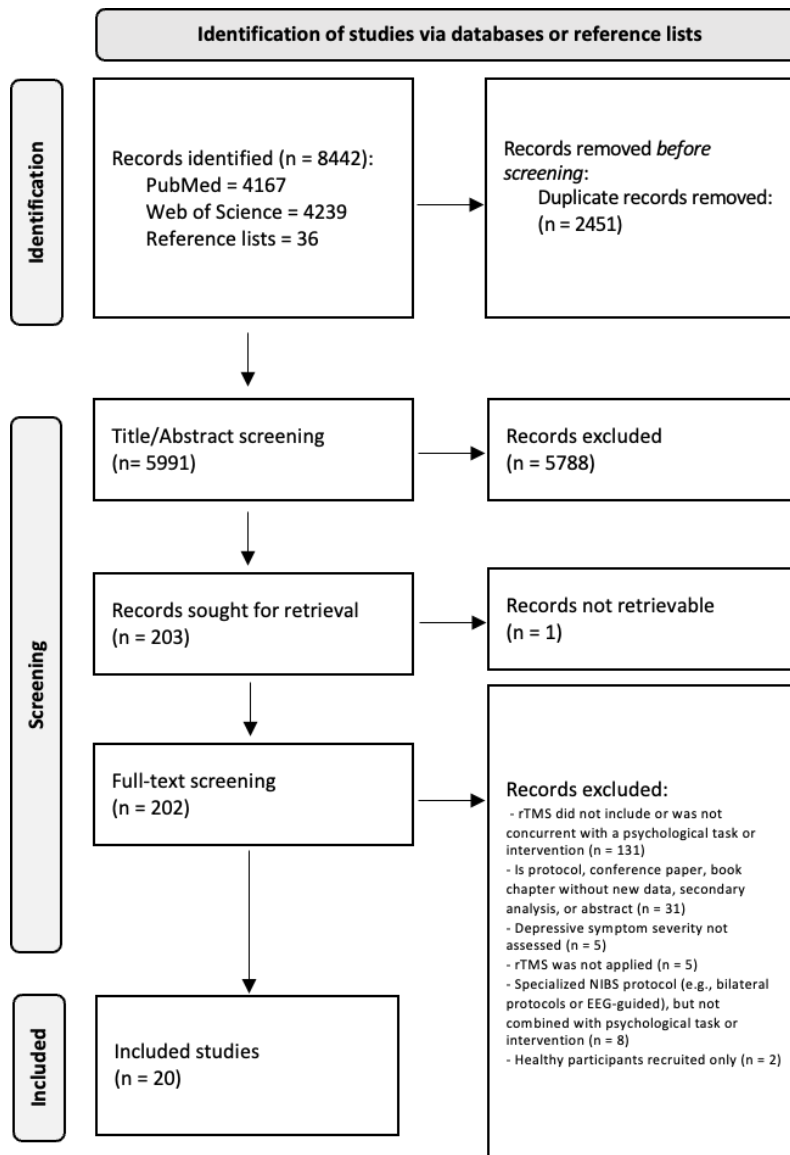 Identification of studies via databases or reference lists
Identification
Records identified (n = 8442):
PubMed = 4167
Web of Science = 4239
Reference lists = 36
Records removed before
screening:
Duplicate records removed:
(n = 2451)
Screening
Title/Abstract screening
(n= 5991)
Records excluded
(n = 5788)
Records sought for retrieval
(n = 203)
Records not retrievable
(n = 1)
Full-text screening
(n = 202)
Records excluded:
- rTMS did not include or was not
concurrent with a psychological task or
intervention (n = 131)
- Is protocol, conference paper, book
chapter without new data, secondary
analysis, or abstract (n = 31)
- Depressive symptom severity not
assessed (n = 5)
- rTMS was not applied (n = 5)
- Specialized NIBS protocol (e.g., bilateral
protocols or EEG-guided), but not
combined with psychological task or
intervention (n = 8)
- Healthy participants recruited only (n = 2)
Included
Included studies
(n = 20)